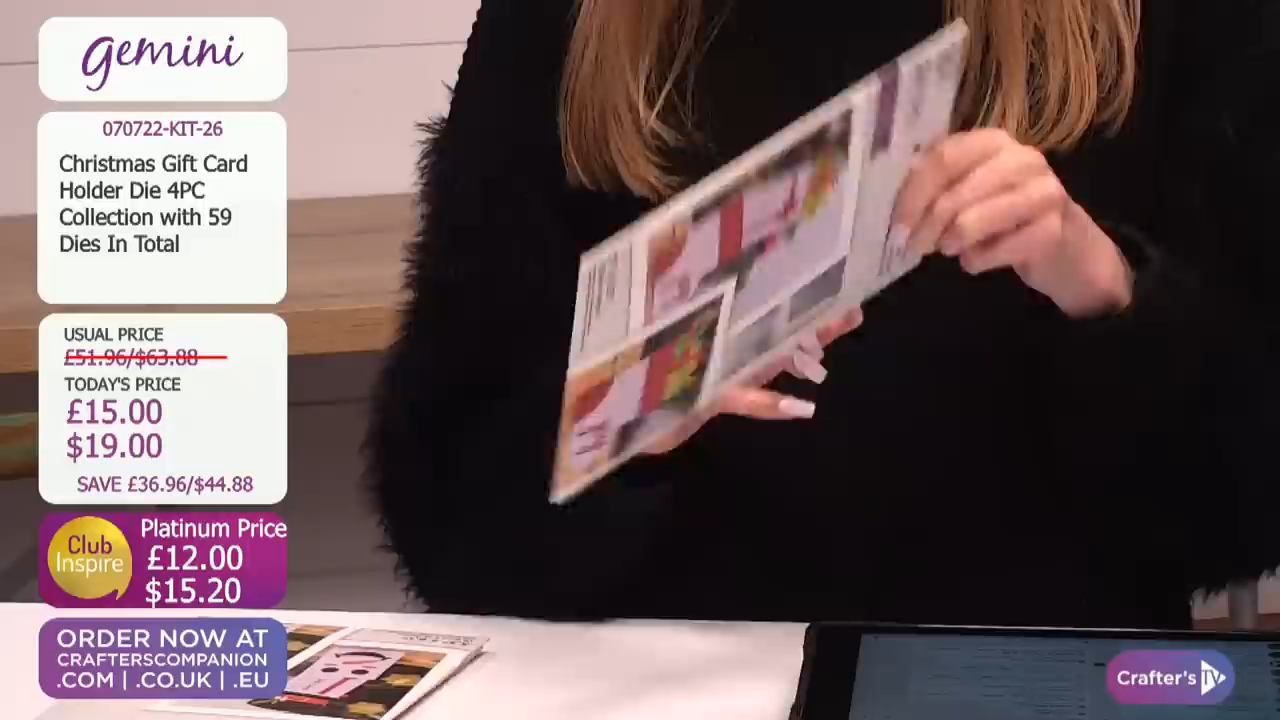 gemini
070722-KIT-26
Christmas Gift Card
Holder Die 4PC
Collection with 59
Dies In Total
USUAL PRICE
£51.96/$63.88
TODAY'S PRICE
£15.00
$19.00
SAVE £36.96/$44.88
Club
Inspire
Platinum Price
£12.00
$15.20
ORDER NOW AT
CRAFTERSCOMPANION
.COM | .CO.UK | .EU
Crafter's TV